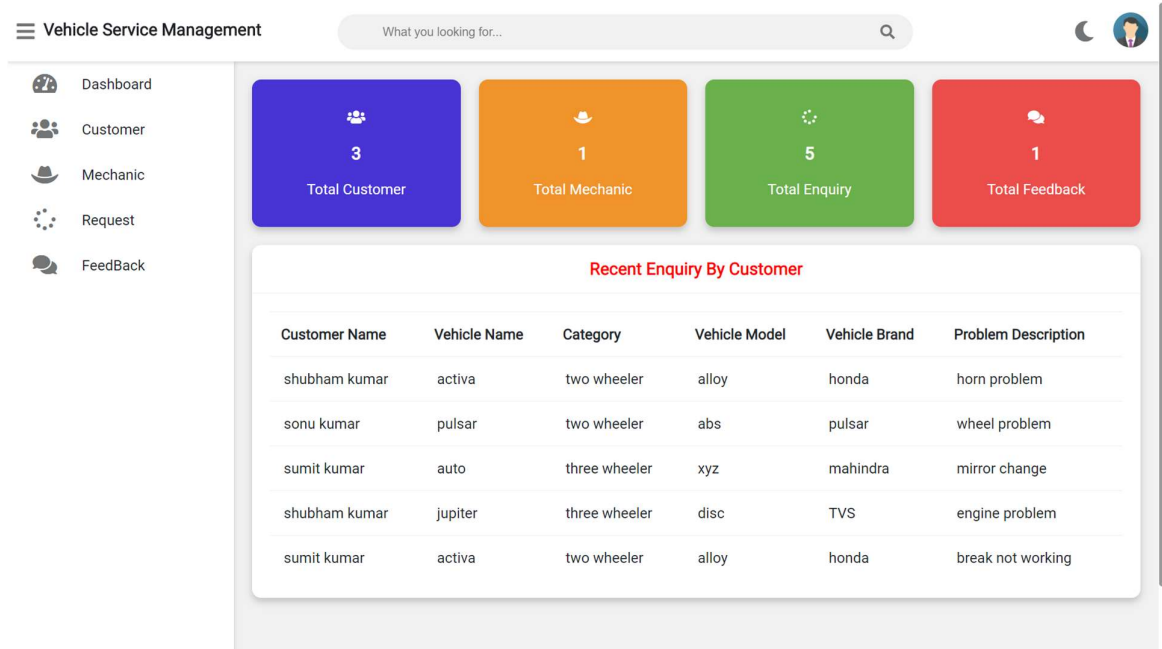 Vehicle Service Management
What you looking for...
Dashboard
Customer
Mechanic
Request
FeedBack
3
Total Customer
1
Total Mechanic
5
Total Enquiry
1
Total Feedback
Recent Enquiry By Customer
Customer Name Vehicle Name Category Vehicle Model Vehicle Brand Problem Description
shubham kumar activa two wheeler alloy honda horn problem
sonu kumar pulsar two wheeler abs pulsar wheel problem
sumit kumar auto three wheeler xyz mahindra mirror change
shubham kumar jupiter three wheeler disc TVS engine problem
sumit kumar activa two wheeler alloy honda break not working